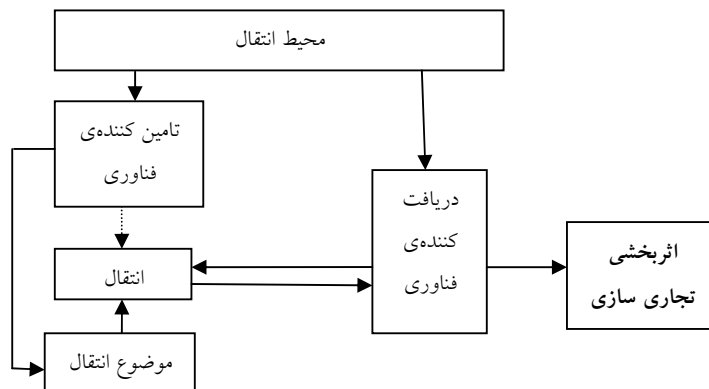 محیط انتقال
تامین کننده‌ی
فناوری
دریافت
کننده‌ی
فناوری
اثربخشی
تجاری سازی
انتقال
موضوع انتقال